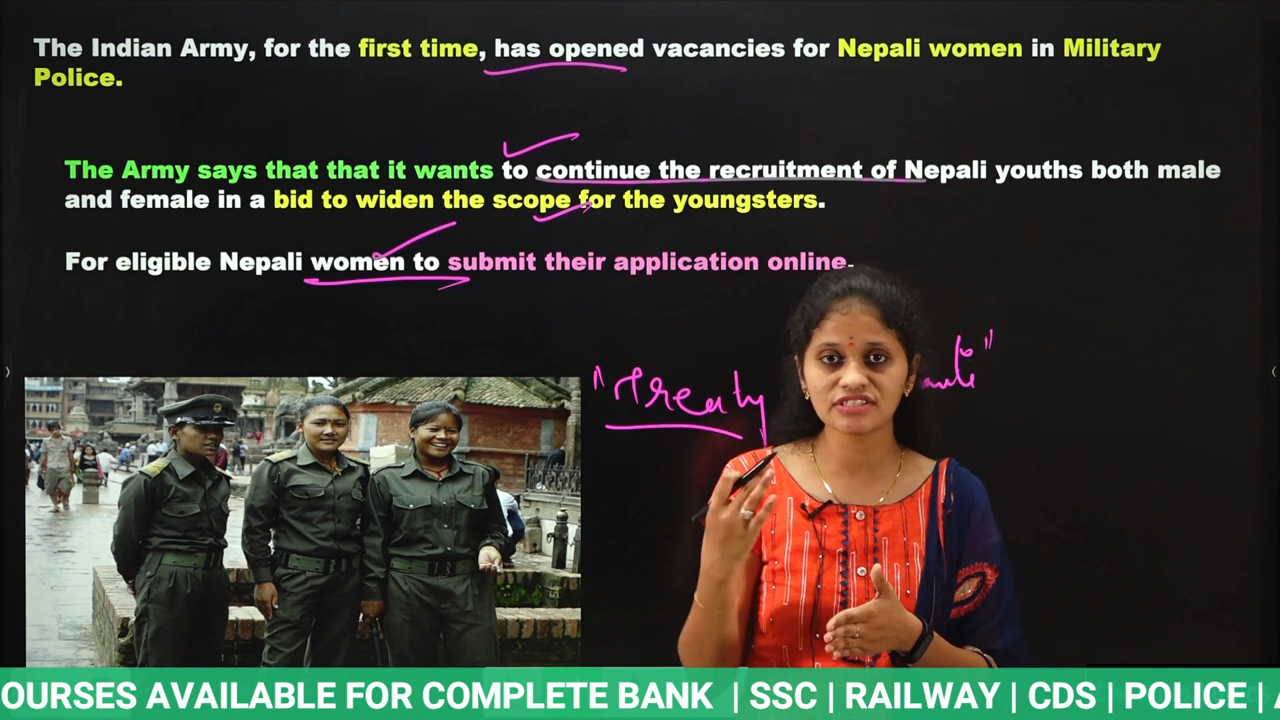 The Indian Army, for the first time, has opened vacancies for Nepali women in Military
Police.
The Army says that that it wants to continue the recruitment of Nepali youths both male
and female in a bid to widen the scope for the youngsters.
For eligible Nepali women to submit their application online.
"Treaty
OURSES AVAILABLE FOR COMPLETE BANK | SSC | RAILWAY | CDS | POLICE |